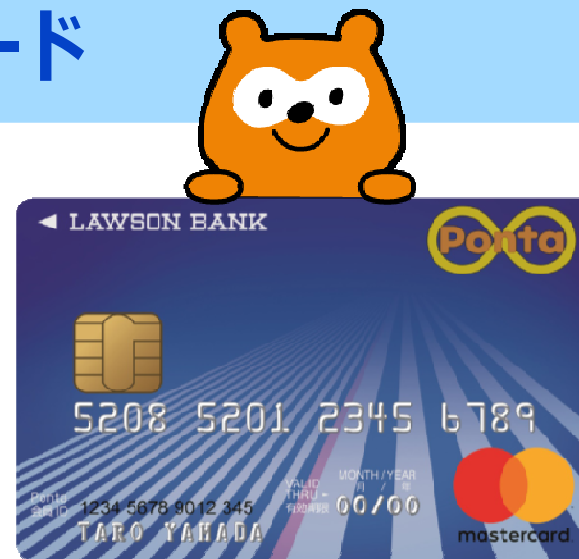 ード
LAWSON BANK
Ponta
5208 5201 2345 6789
MONTH/YEAR
月 / 年
VALID
THRU
有効期限 00/00
Ponta
会員ID 1234 5678 9012 345
TARO YAMADA
mastercard